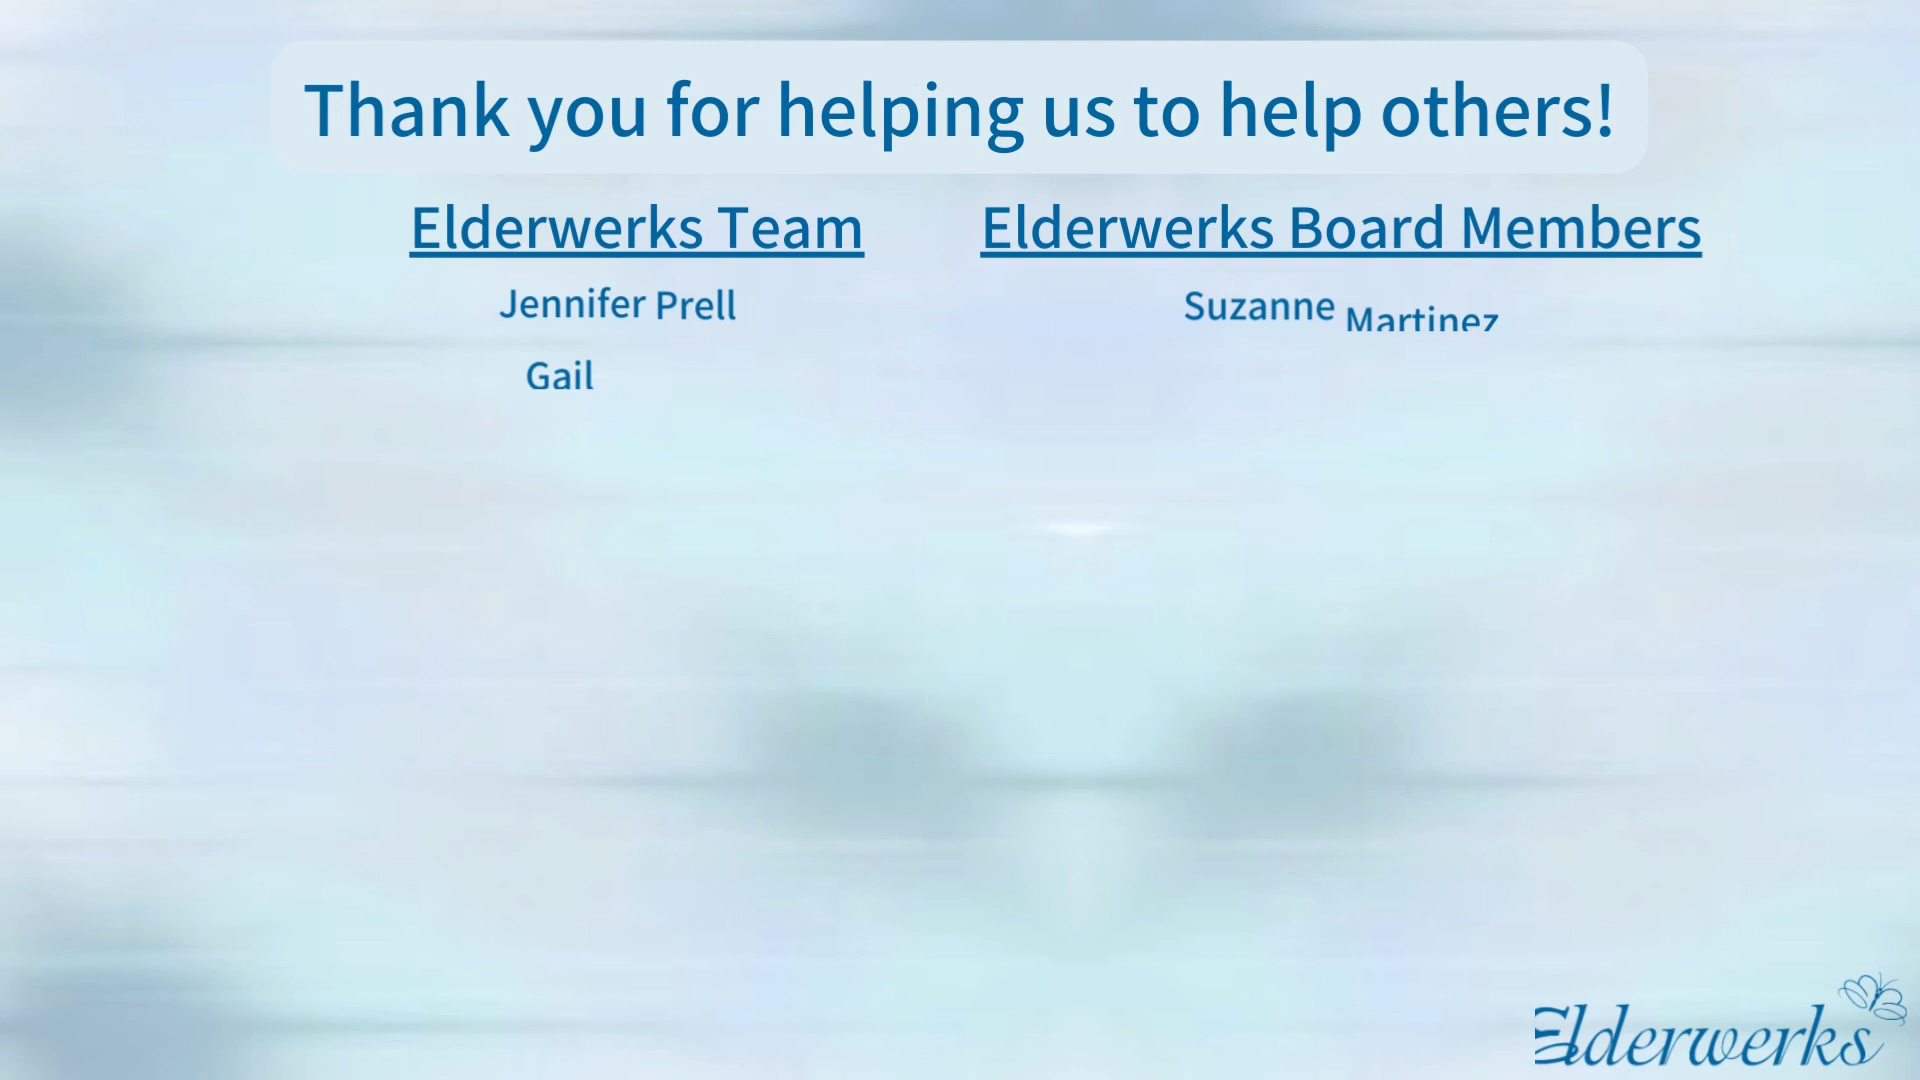 Thank you for helping us to help others!
Elderwerks Team
Jennifer Prell
Gail
Elderwerks Board Members
Suzanne Martinez
Elderwerks